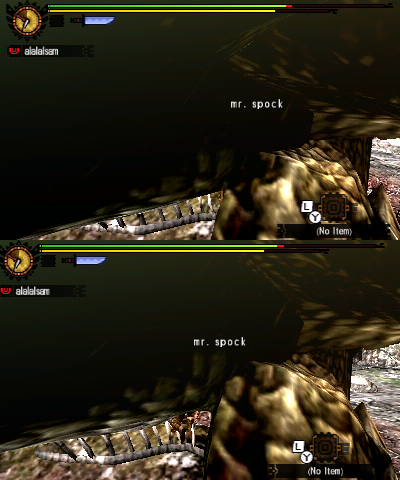 alalalsam
mr. spock
L
Y
(No Item)
alalalsam
mr. spock
L
Y
(No Item)